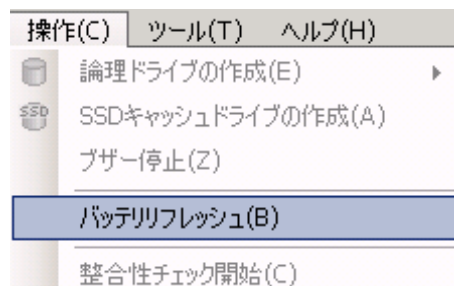 操作(C) ツール(T) ヘルプ(H)
論理ドライブの作成(E)
SSD SSDキャッシュドライブの作成(A)
ブザー停止(Z)
バッテリリフレッシュ(B)
整合性チェック開始(C)